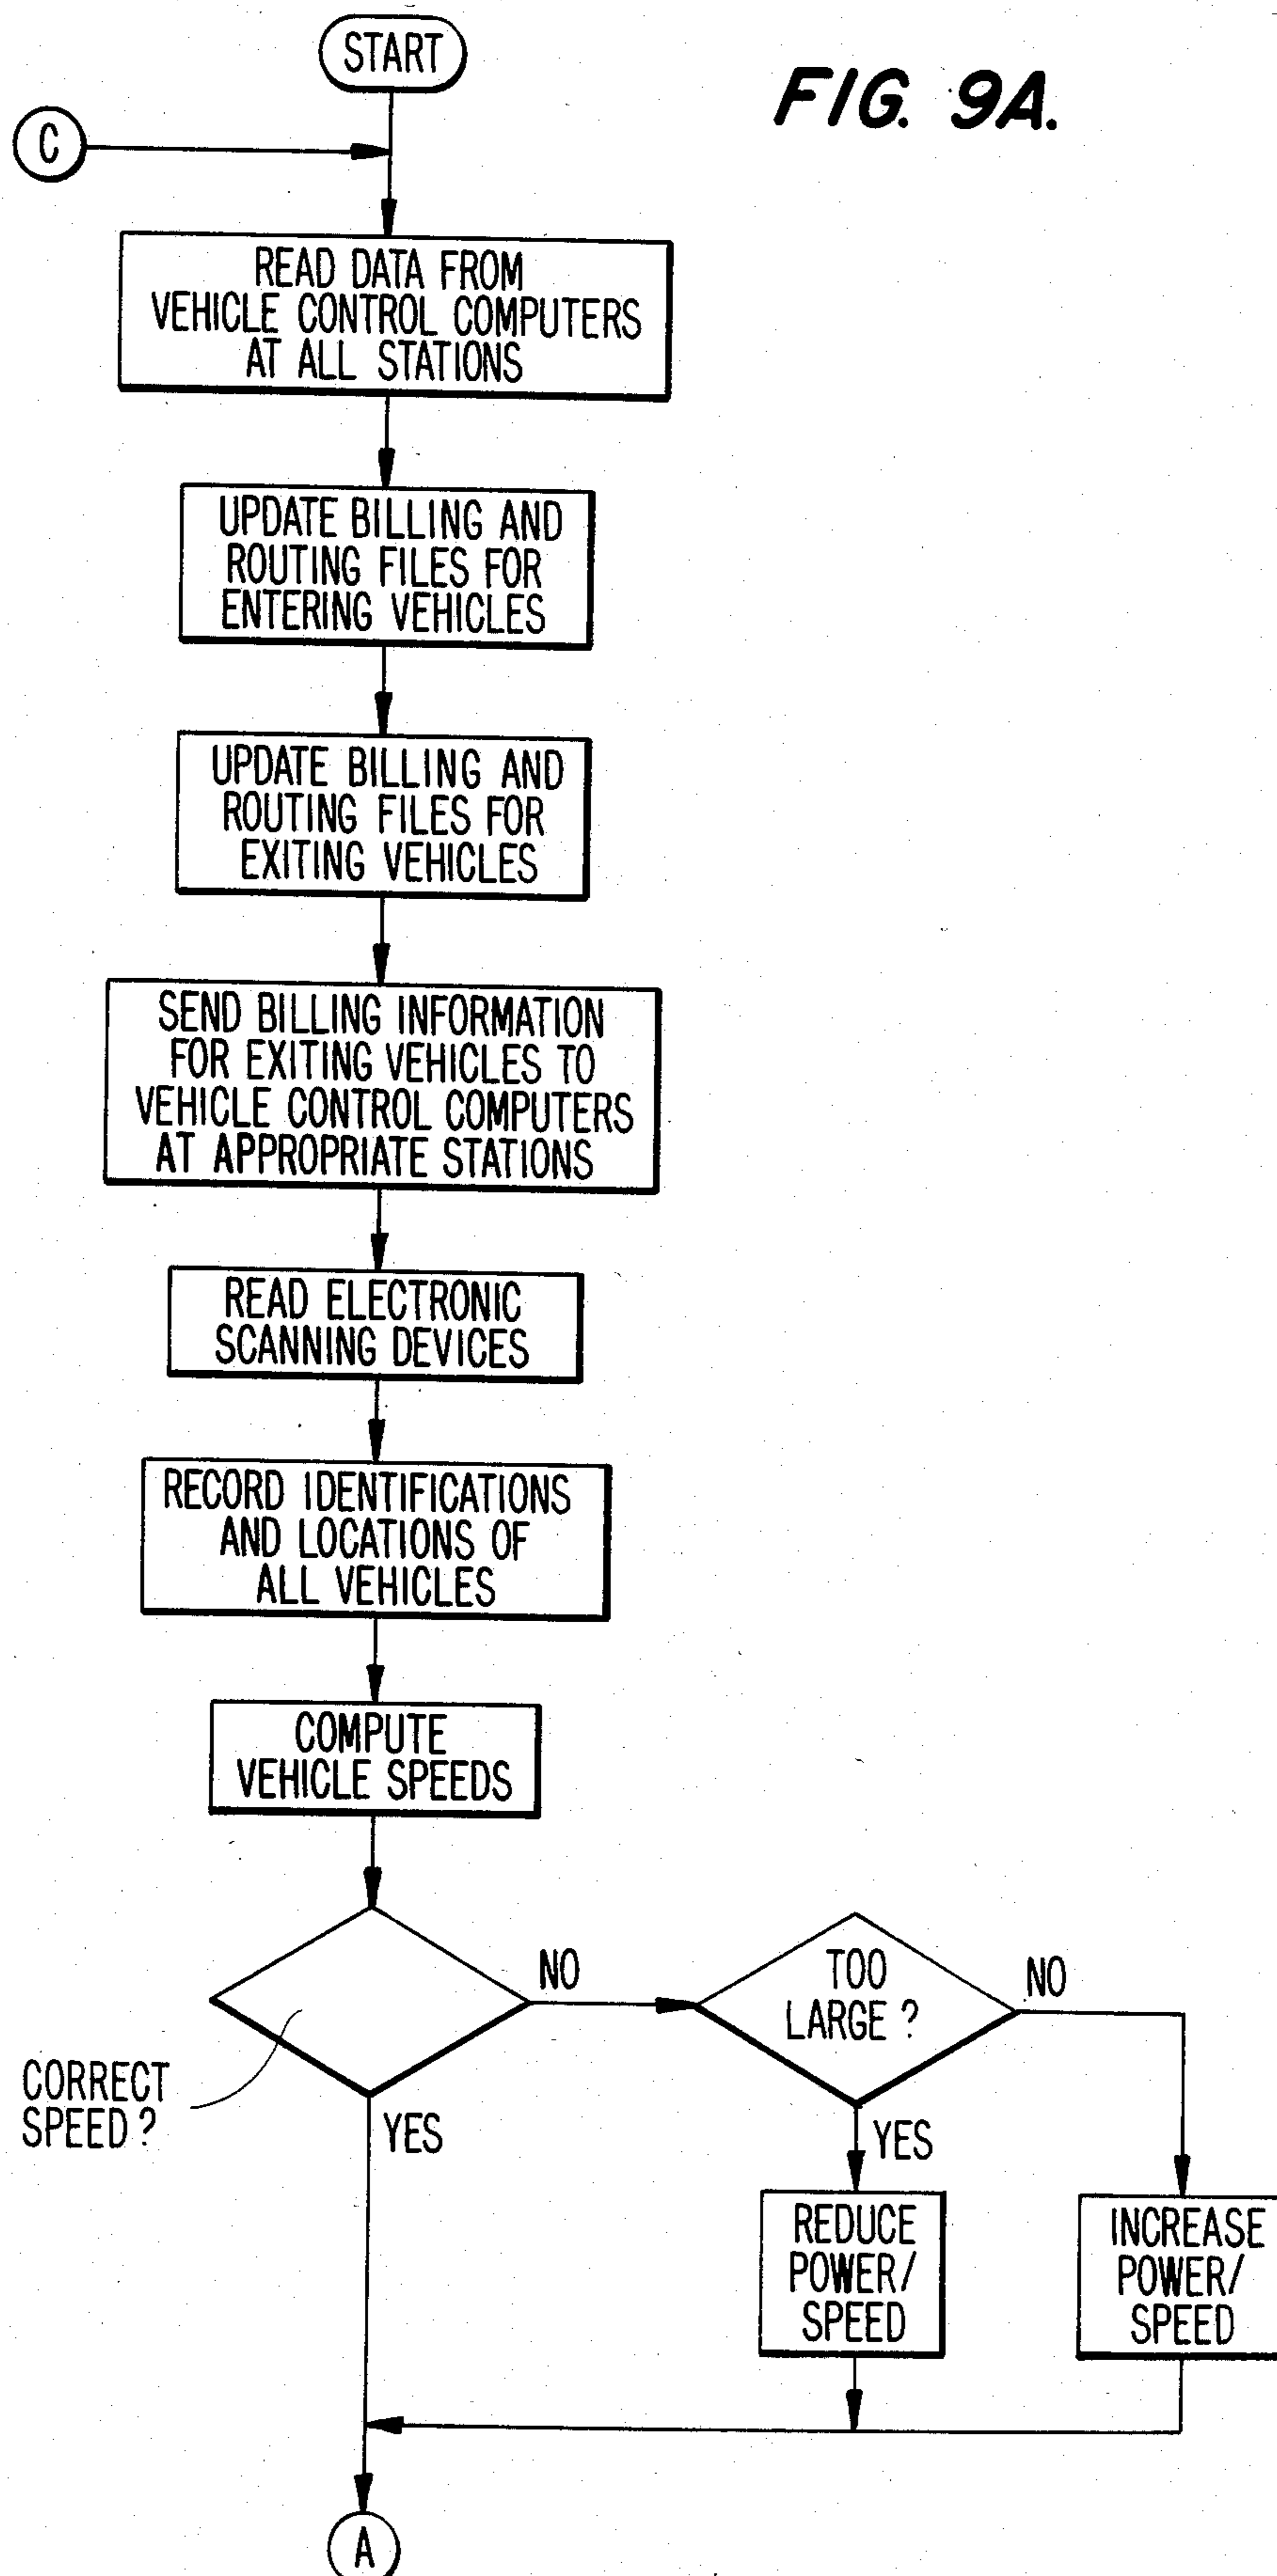 START
FIG. 9A.
C
READ DATA FROM
VEHICLE CONTROL COMPUTERS
AT ALL STATIONS
UPDATE BILLING AND
ROUTING FILES FOR
ENTERING VEHICLES
UPDATE BILLING AND
ROUTING FILES FOR
EXITING VEHICLES
SEND BILLING INFORMATION
FOR EXITING VEHICLES TO
VEHICLE CONTROL COMPUTERS
AT APPROPRIATE STATIONS
READ ELECTRONIC
SCANNING DEVICES
RECORD IDENTIFICATIONS
AND LOCATIONS OF
ALL VEHICLES
COMPUTE
VEHICLE SPEEDS
NO
TOO
LARGE ?
NO
CORRECT
SPEED ?
YES
YES
REDUCE
POWER/
SPEED
INCREASE
POWER/
SPEED
A